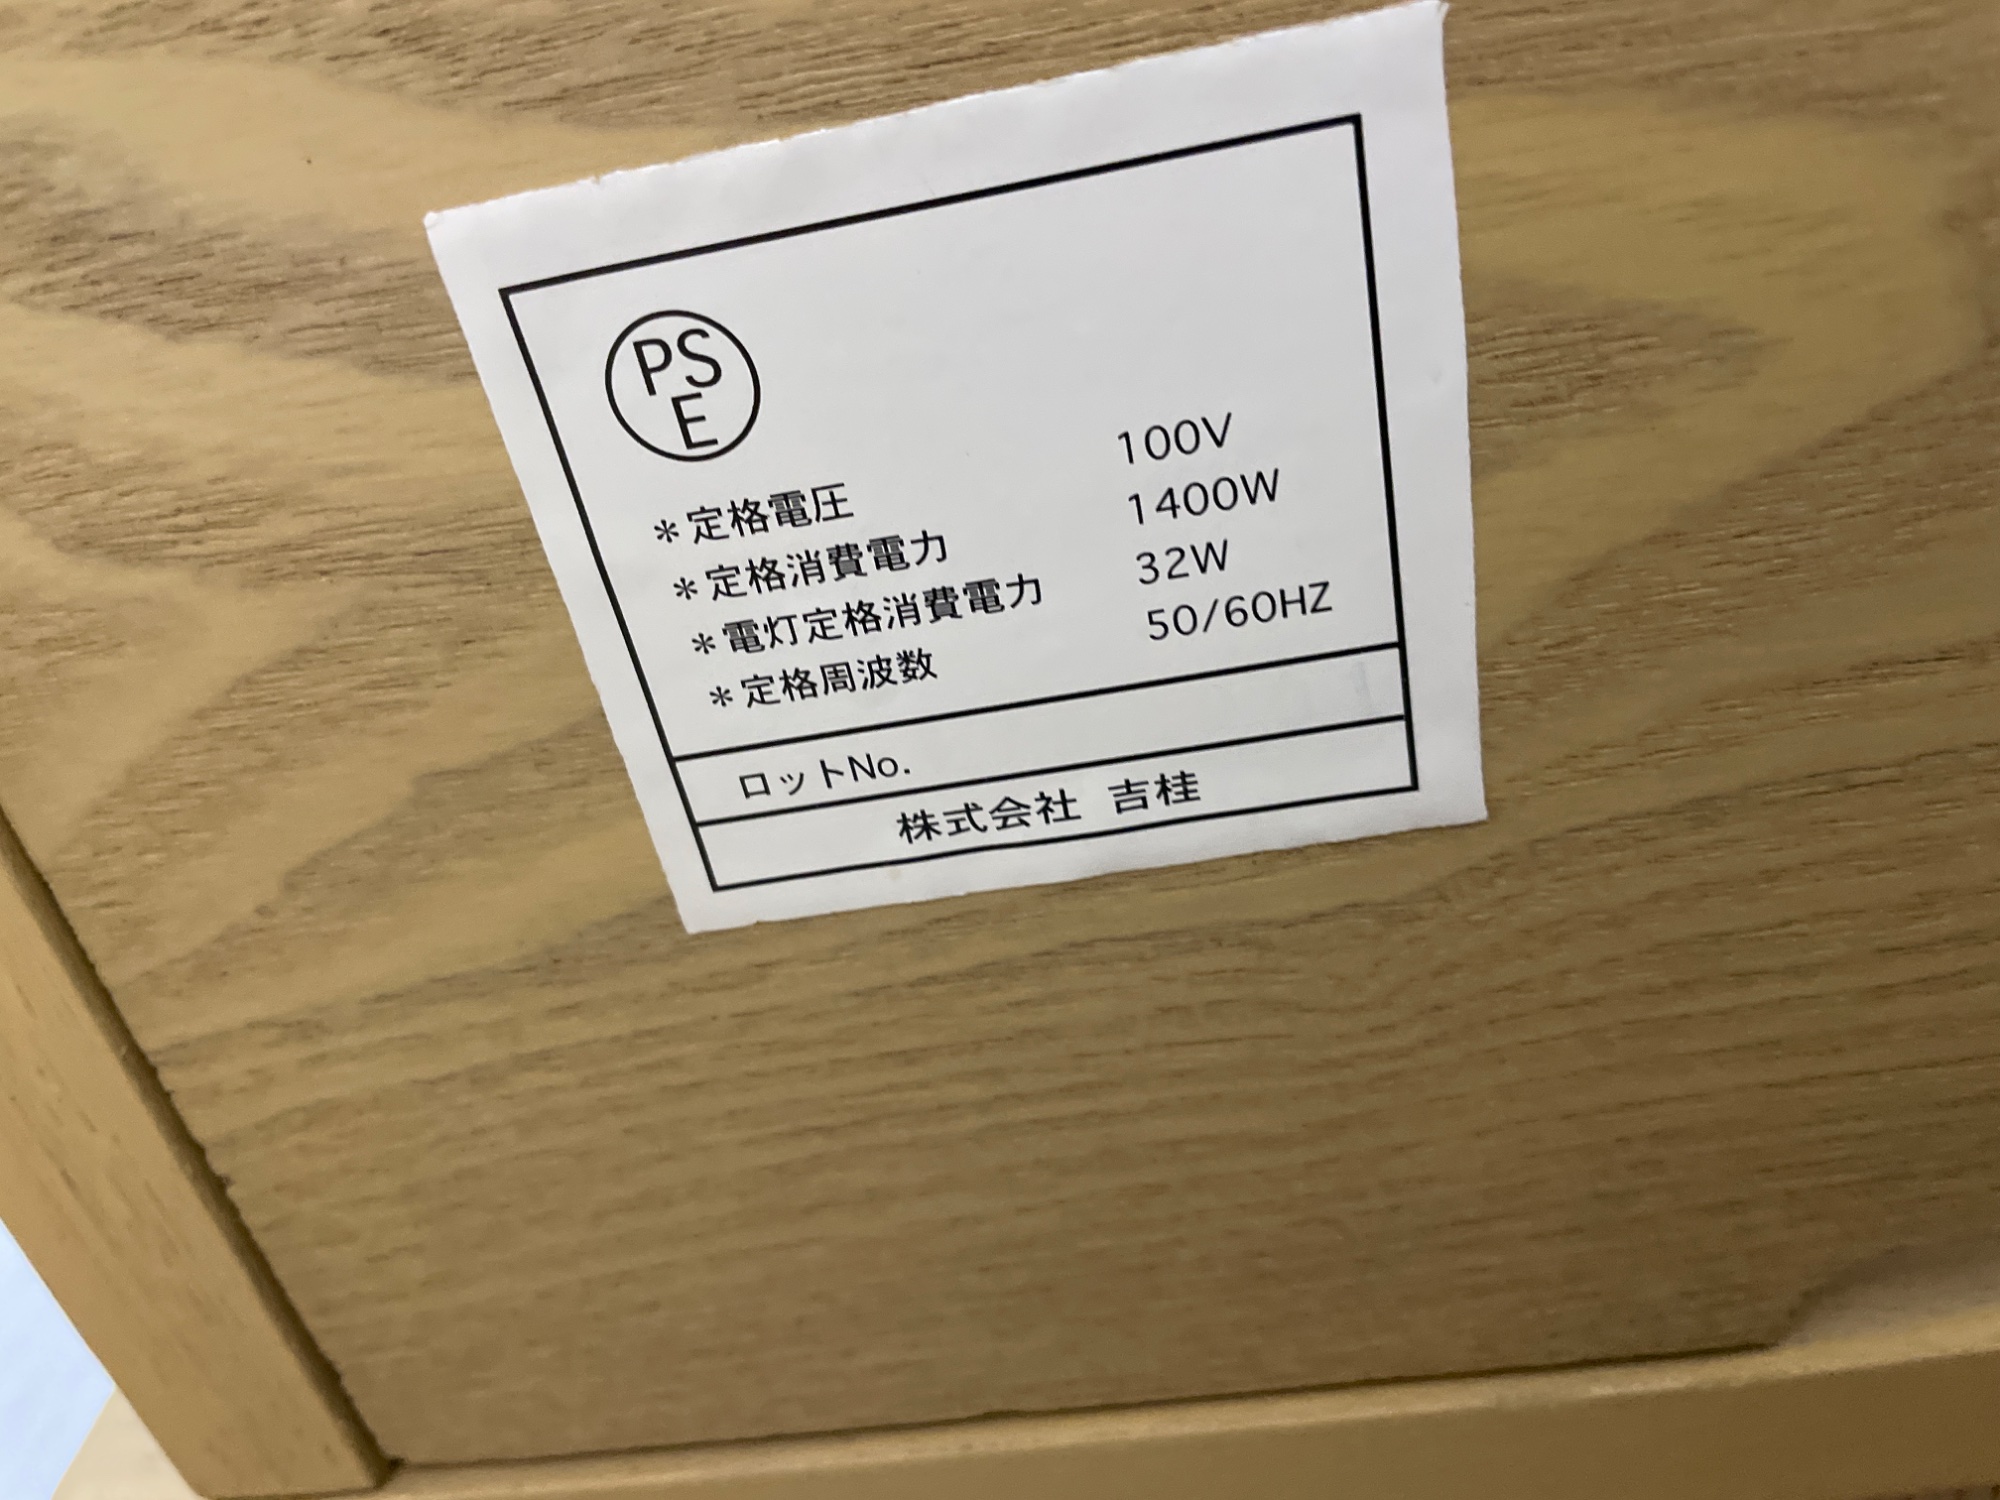 PS
E
＊定格電圧 100V
＊定格消費電力 1400W
＊電灯定格消費電力 32W
＊定格周波数 50/60HZ
ロットNo.
株式会社 吉桂